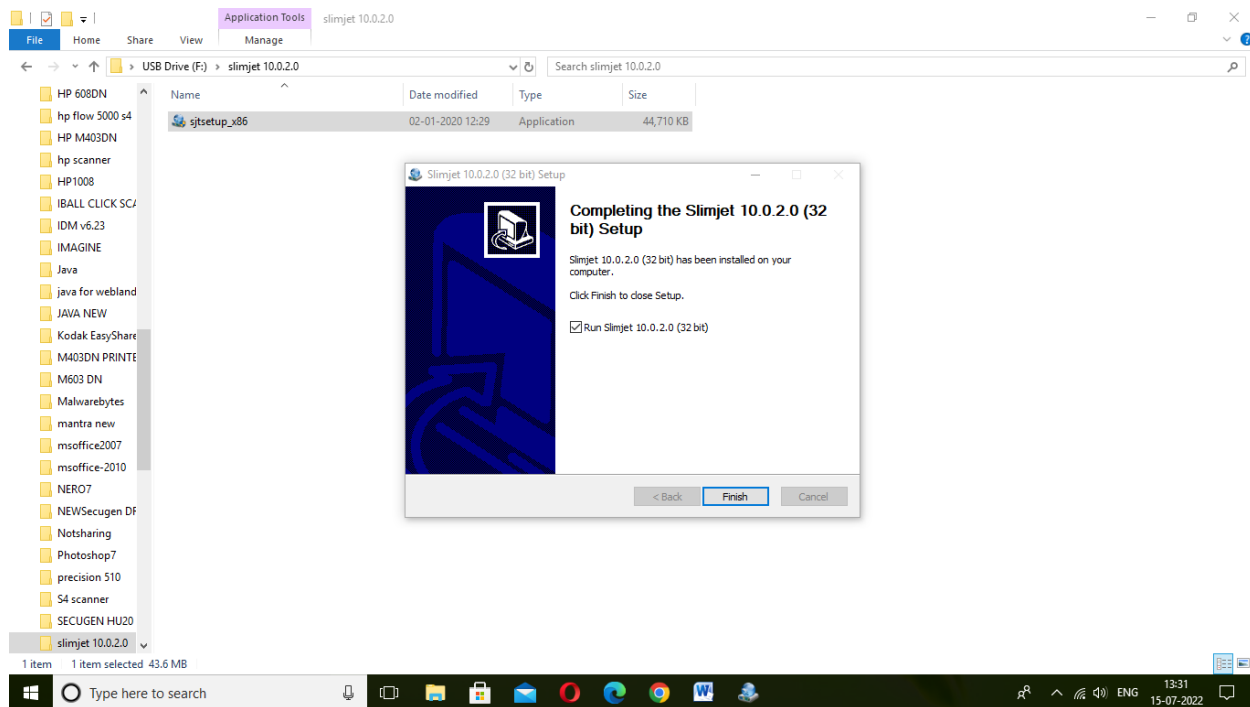 Application Tools
slimjet 10.0.2.0
File
Home
Share
View
Manage
USB Drive (F:) › slimjet 10.0.2.0
Search slimjet 10.0.2.0
HP 608DN
hp flow 5000 s4
HP M403DN
hp scanner
HP1008
IBALL CLICK SCA
IDM v6.23
IMAGINE
Java
java for webland
JAVA NEW
Kodak EasyShare
M403DN PRINTE
M603 DN
Malwarebytes
mantra new
msoffice2007
msoffice-2010
NERO7
NEWSecugen DR
Notsharing
Photoshop7
precision 510
S4 scanner
SECUGEN HU20
slimjet 10.0.2.0
Name
Date modified
Type
Size
sjtsetup_x86
02-01-2020 12:29
Application
44,710 KB
Slimjet 10.0.2.0 (32 bit) Setup
Completing the Slimjet 10.0.2.0 (32
bit) Setup
Slimjet 10.0.2.0 (32 bit) has been installed on your
computer.
Click Finish to close Setup.
Run Slimjet 10.0.2.0 (32 bit)
< Back
Finish
Cancel
1 item
1 item selected 43.6 MB
Type here to search
ENG
13:31
15-07-2022